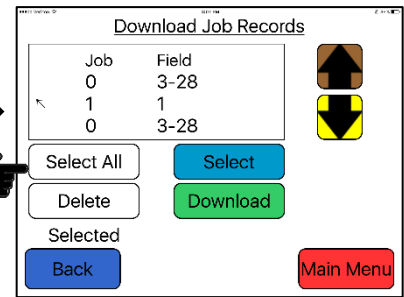 Download Job Records
Job Field
0 3-28
1 1
0 3-28
Select All Select
Delete Download
Selected
Back Main Menu